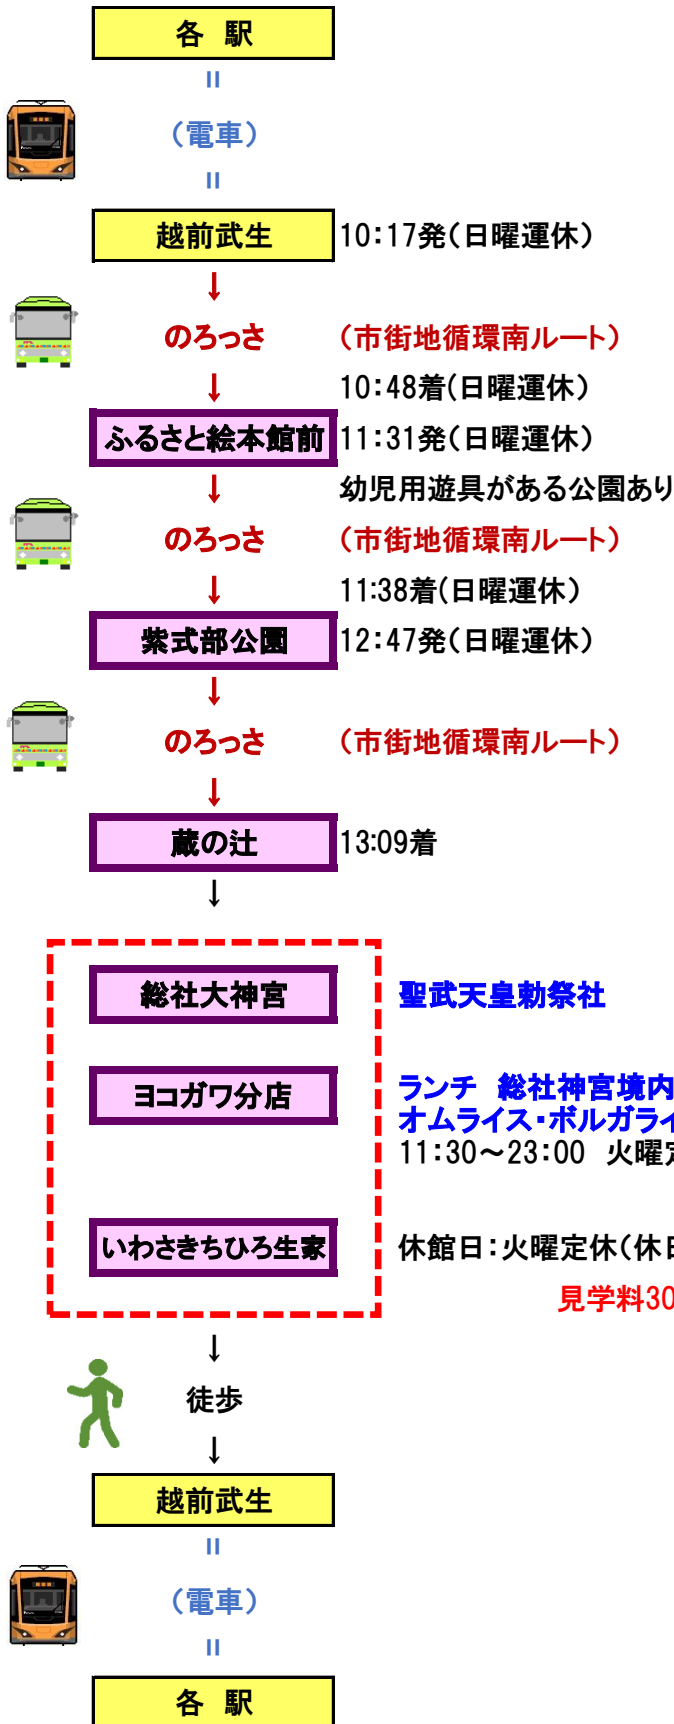 各 駅
=
（電車）
=
越前武生 10：17発（日曜運休）
↓
のろっさ （市街地循環南ルート）
↓ 10：48着(日曜運休）
ふるさと絵本館前 11：31発（日曜運休）
↓ 幼児用遊具がある公園あり
のろっさ （市街地循環南ルート）
↓ 11:38着(日曜運休）
紫式部公園 12：47発（日曜運休）
↓
のろっさ （市街地循環南ルート）
↓
蔵の辻 13:09着
↓
総社大神宮 聖武天皇勅祭社
ヨコガワ分店 ランチ 総社神宮境内
オムライス・ボルガライ
11：30～23：00 火曜定
いわさきちひろ生家 休館日：火曜定休（休日
見学料30
↓
徒歩
↓
越前武生
=
（電車）
=
各 駅